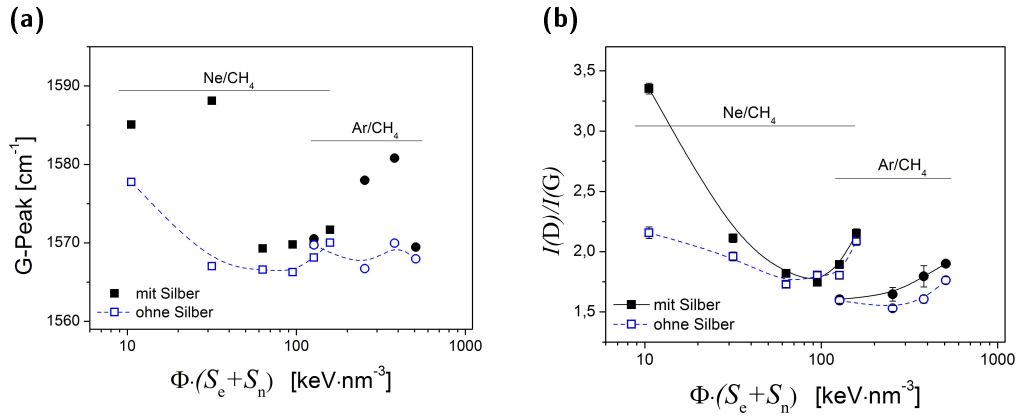 (a)
1590
1580
1570
1560
G-Peak [cm⁻¹]
Ne/CH₄
Ar/CH₄
mit Silber
ohne Silber
10
100
1000
Φ·(Sₑ+Sₙ) [keV·nm⁻³]
(b)
3,5
3,0
2,5
2,0
1,5
I(D)/I(G)
Ne/CH₄
Ar/CH₄
mit Silber
ohne Silber
10
100
1000
Φ·(Sₑ+Sₙ) [keV·nm⁻³]